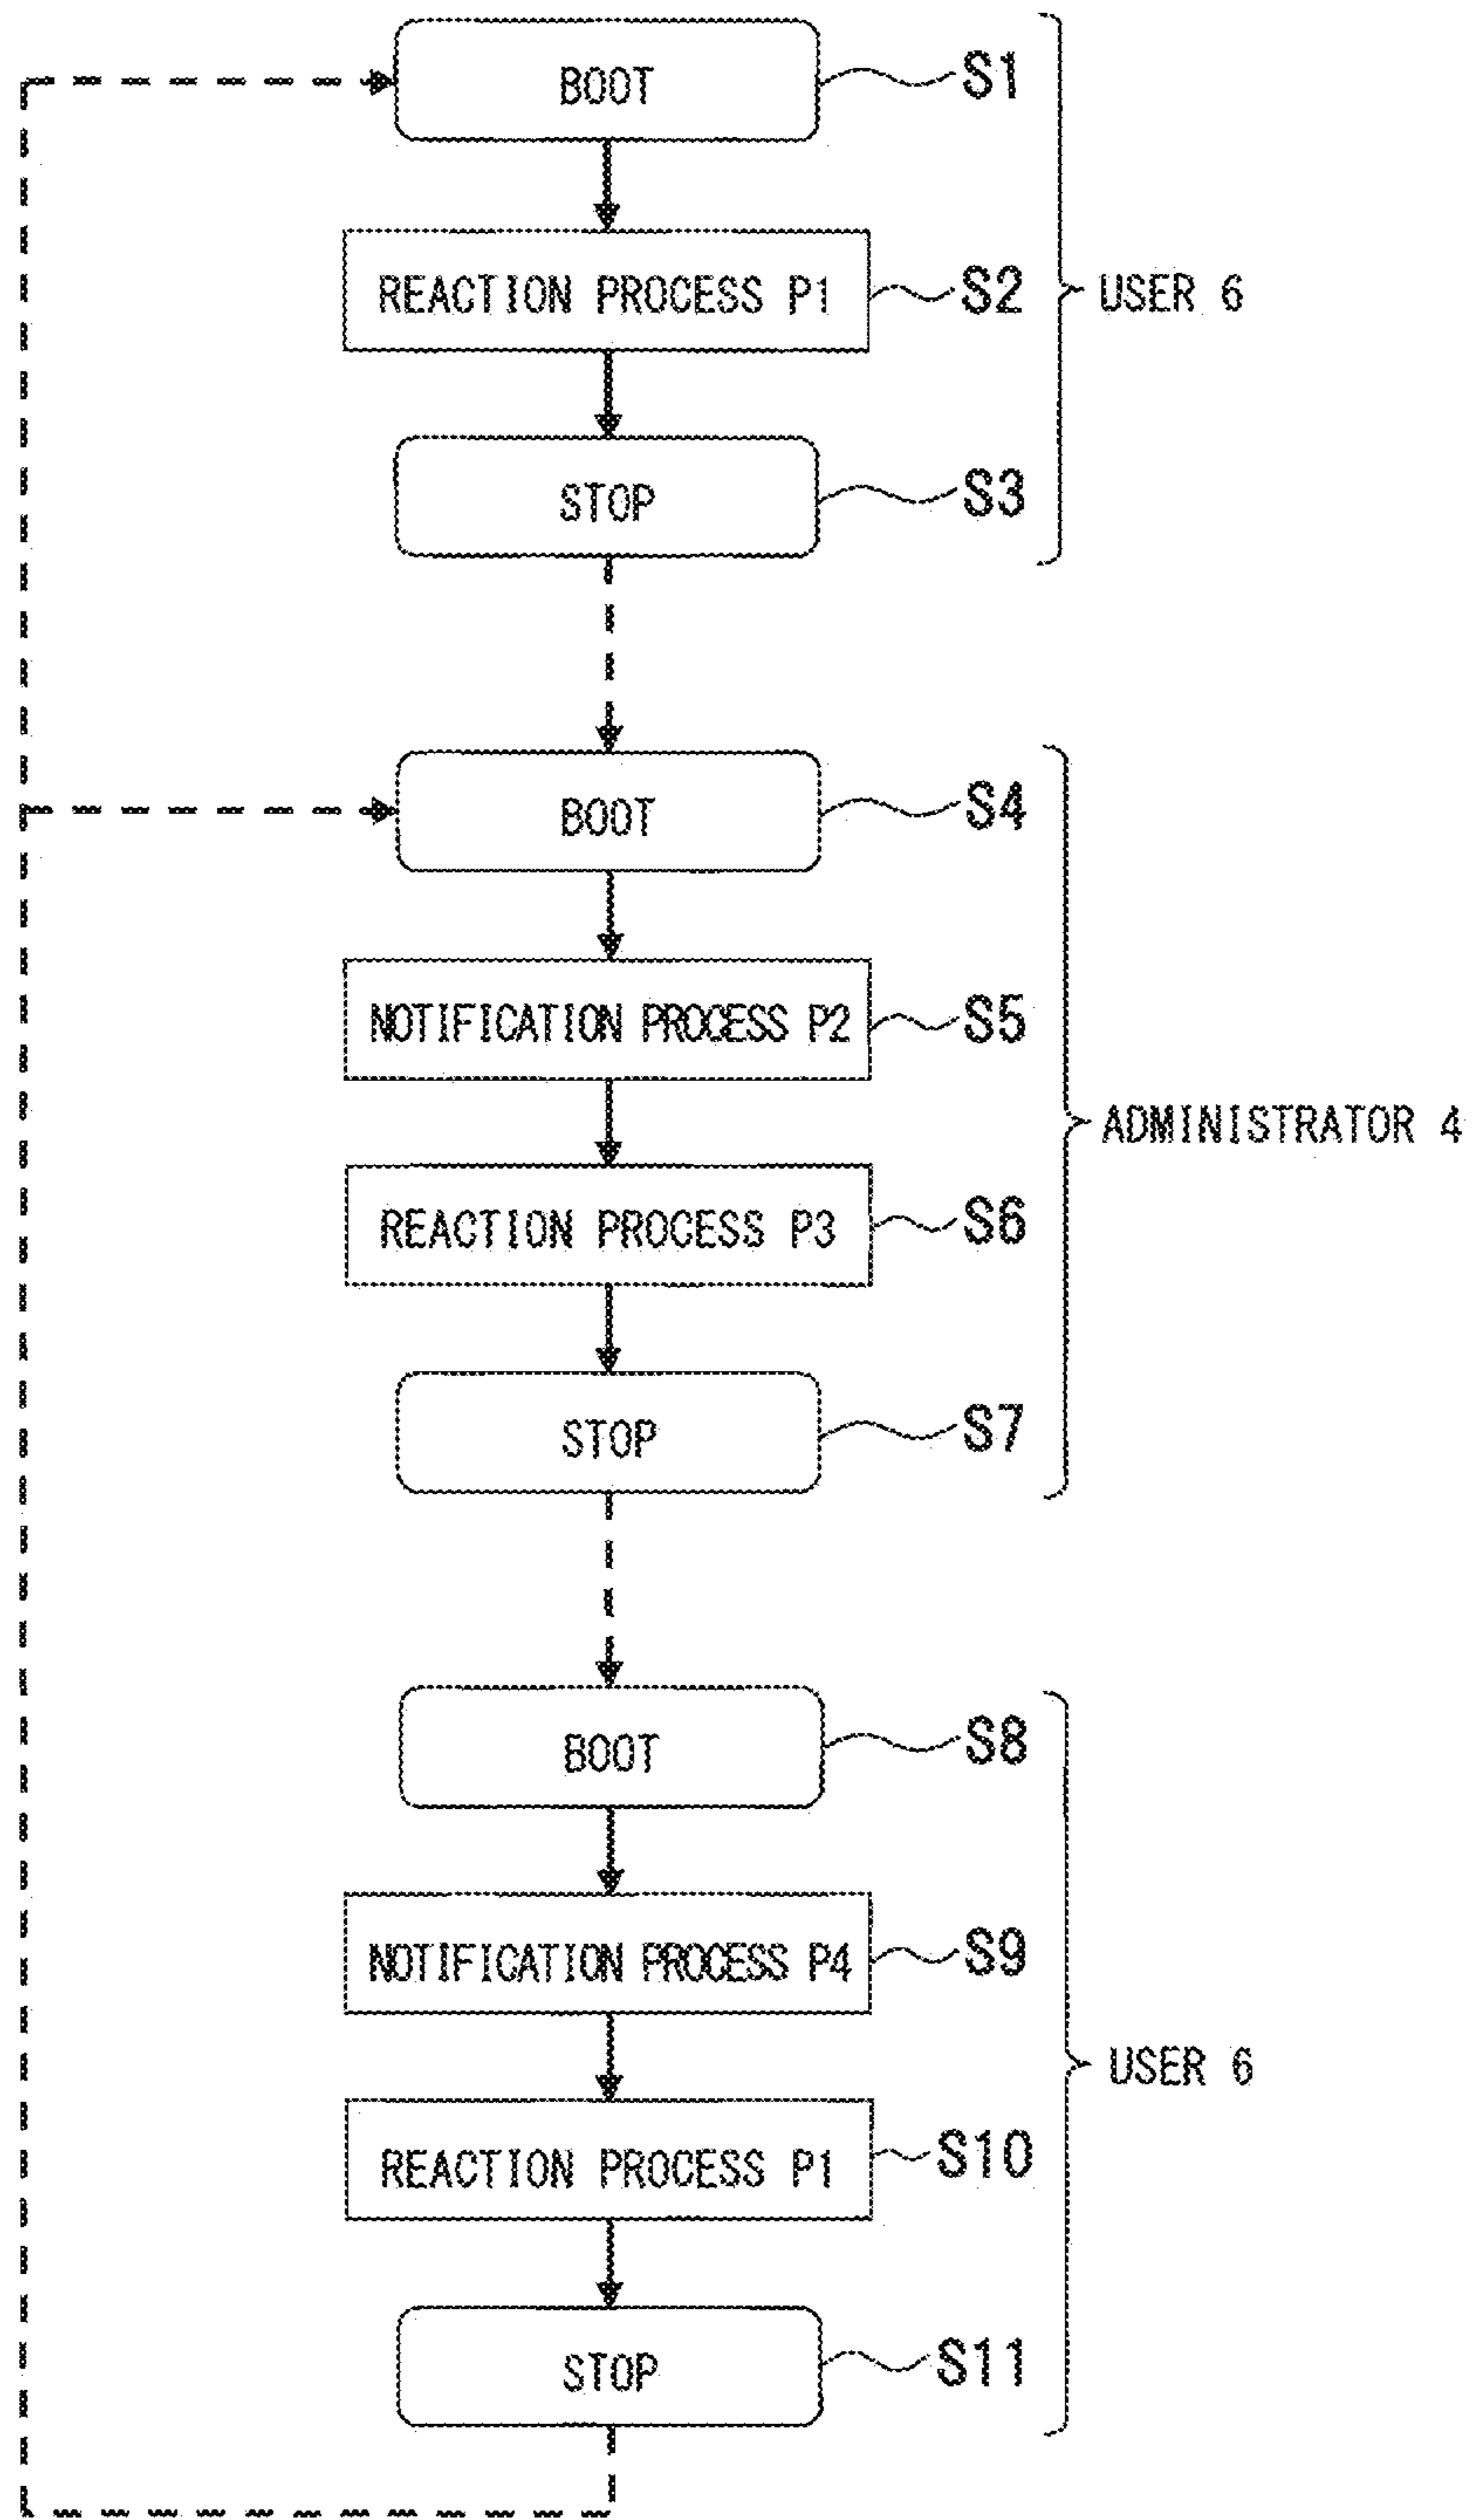 BOOT
S1
REACTION PROCESS P1
S2
USER 6
STOP
S3
BOOT
S4
NOTIFICATION PROCESS P2
S5
ADMINISTRATOR 4
REACTION PROCESS P3
S6
STOP
S7
BOOT
S8
NOTIFICATION PROCESS P4
S9
USER 6
REACTION PROCESS P1
S10
STOP
S11